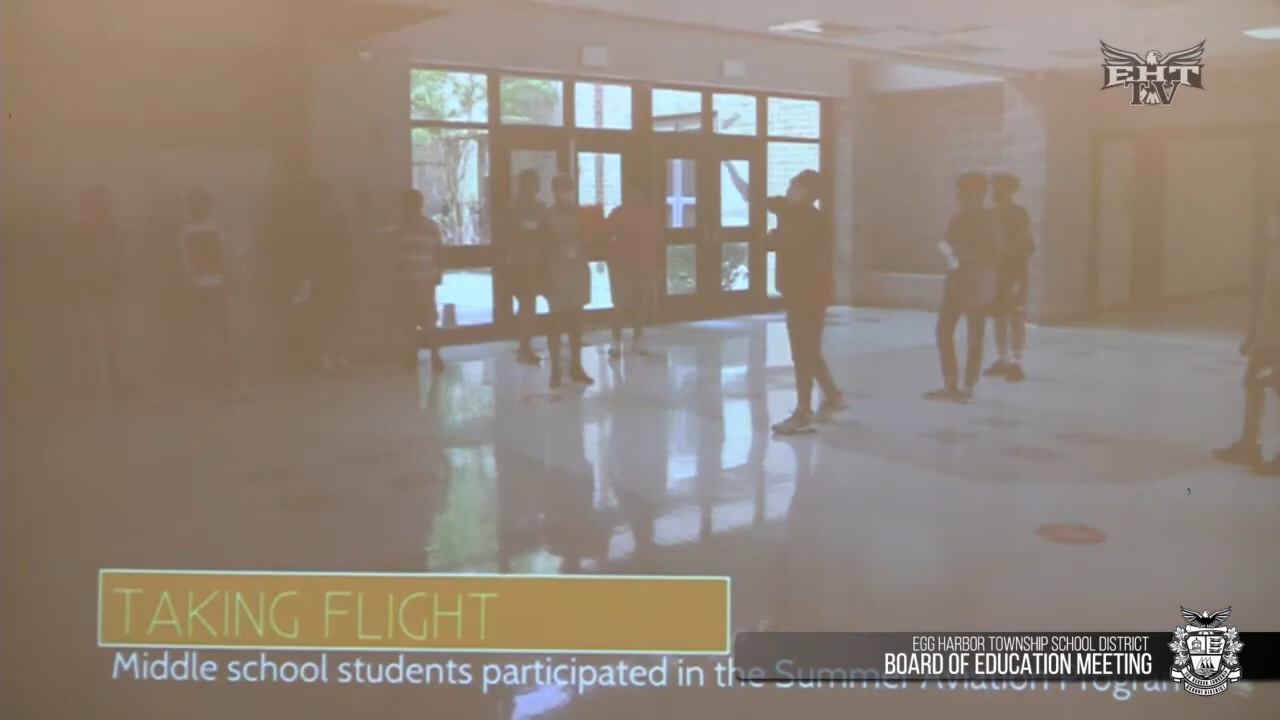 EHT
TV
TAKING FLIGHT
Middle school students participated in the Summer Aviation Program
EGG HARBOR TOWNSHIP SCHOOL DISTRICT
BOARD OF EDUCATION MEETING